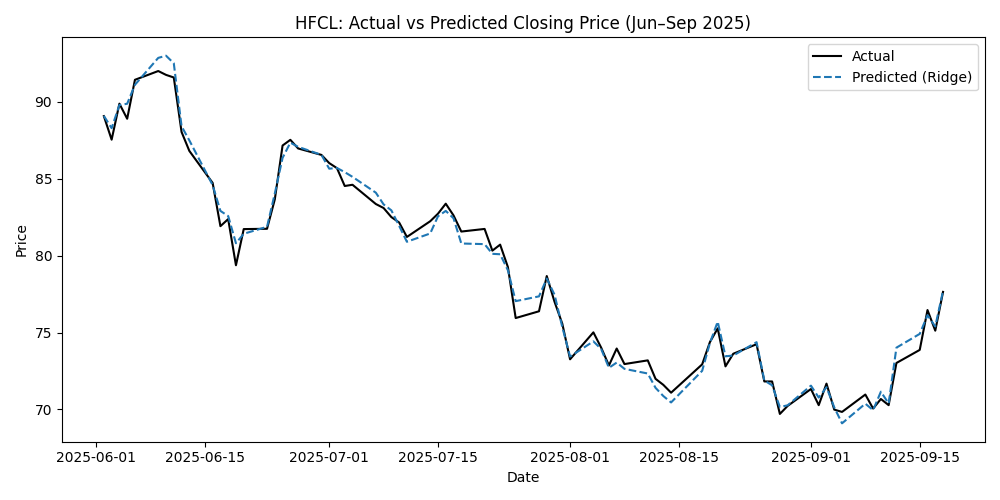 HFCL: Actual vs Predicted Closing Price (Jun–Sep 2025)
Actual
Predicted (Ridge)
Price
90
85
80
75
70
2025-06-01 2025-06-15 2025-07-01 2025-07-15 2025-08-01 2025-08-15 2025-09-01 2025-09-15
Date